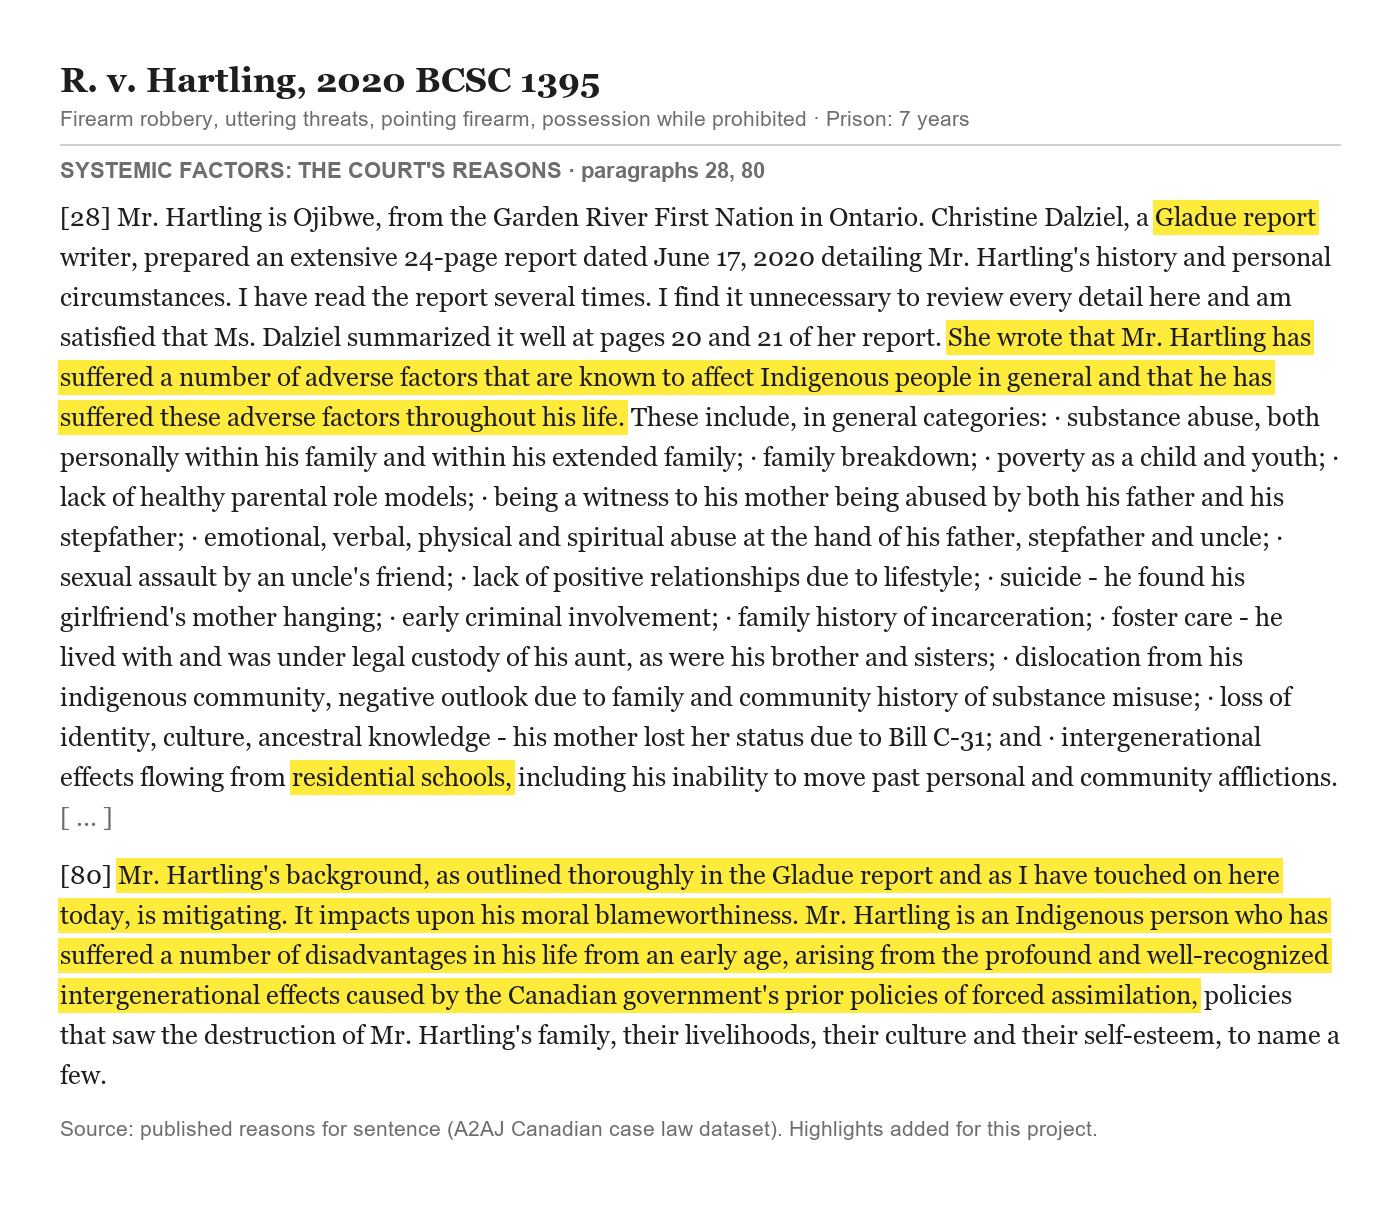 R. v. Hartling, 2020 BCSC 1395
Firearm robbery, uttering threats, pointing firearm, possession while prohibited · Prison: 7 years
SYSTEMIC FACTORS: THE COURT'S REASONS · paragraphs 28, 80
[28] Mr. Hartling is Ojibwe, from the Garden River First Nation in Ontario. Christine Dalziel, a Gladue report
writer, prepared an extensive 24-page report dated June 17, 2020 detailing Mr. Hartling's history and personal
circumstances. I have read the report several times. I find it unnecessary to review every detail here and am
satisfied that Ms. Dalziel summarized it well at pages 20 and 21 of her report. She wrote that Mr. Hartling has
suffered a number of adverse factors that are known to affect Indigenous people in general and that he has
suffered these adverse factors throughout his life. These include, in general categories: · substance abuse, both
personally within his family and within his extended family; · family breakdown; · poverty as a child and youth; ·
lack of healthy parental role models; · being a witness to his mother being abused by both his father and his
stepfather; · emotional, verbal, physical and spiritual abuse at the hand of his father, stepfather and uncle; ·
sexual assault by an uncle's friend; · lack of positive relationships due to lifestyle; · suicide - he found his
girlfriend's mother hanging; · early criminal involvement; · family history of incarceration; · foster care - he
lived with and was under legal custody of his aunt, as were his brother and sisters; · dislocation from his
indigenous community, negative outlook due to family and community history of substance misuse; · loss of
identity, culture, ancestral knowledge - his mother lost her status due to Bill C-31; and · intergenerational
effects flowing from residential schools, including his inability to move past personal and community afflictions.
[ ... ]
[80] Mr. Hartling's background, as outlined thoroughly in the Gladue report and as I have touched on here
today, is mitigating. It impacts upon his moral blameworthiness. Mr. Hartling is an Indigenous person who has
suffered a number of disadvantages in his life from an early age, arising from the profound and well-recognized
intergenerational effects caused by the Canadian government's prior policies of forced assimilation, policies
that saw the destruction of Mr. Hartling's family, their livelihoods, their culture and their self-esteem, to name a
few.
Source: published reasons for sentence (A2AJ Canadian case law dataset). Highlights added for this project.